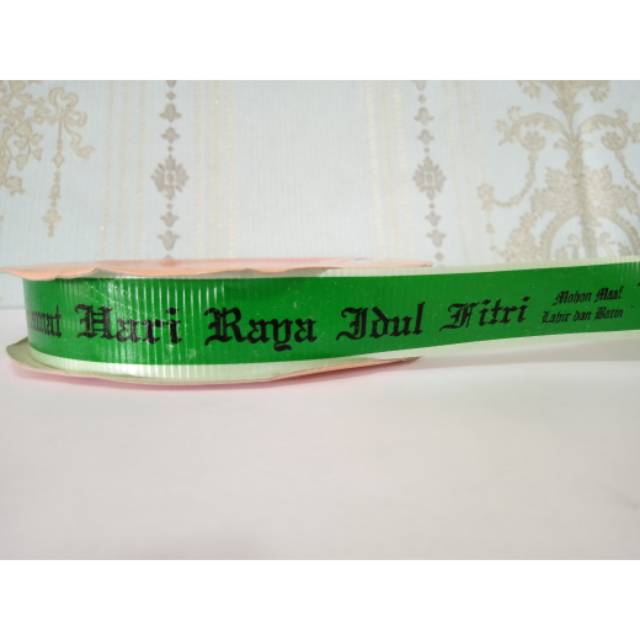 Hari Raya Idul Fitri
Mohon Maaf
Lahir dan Batin